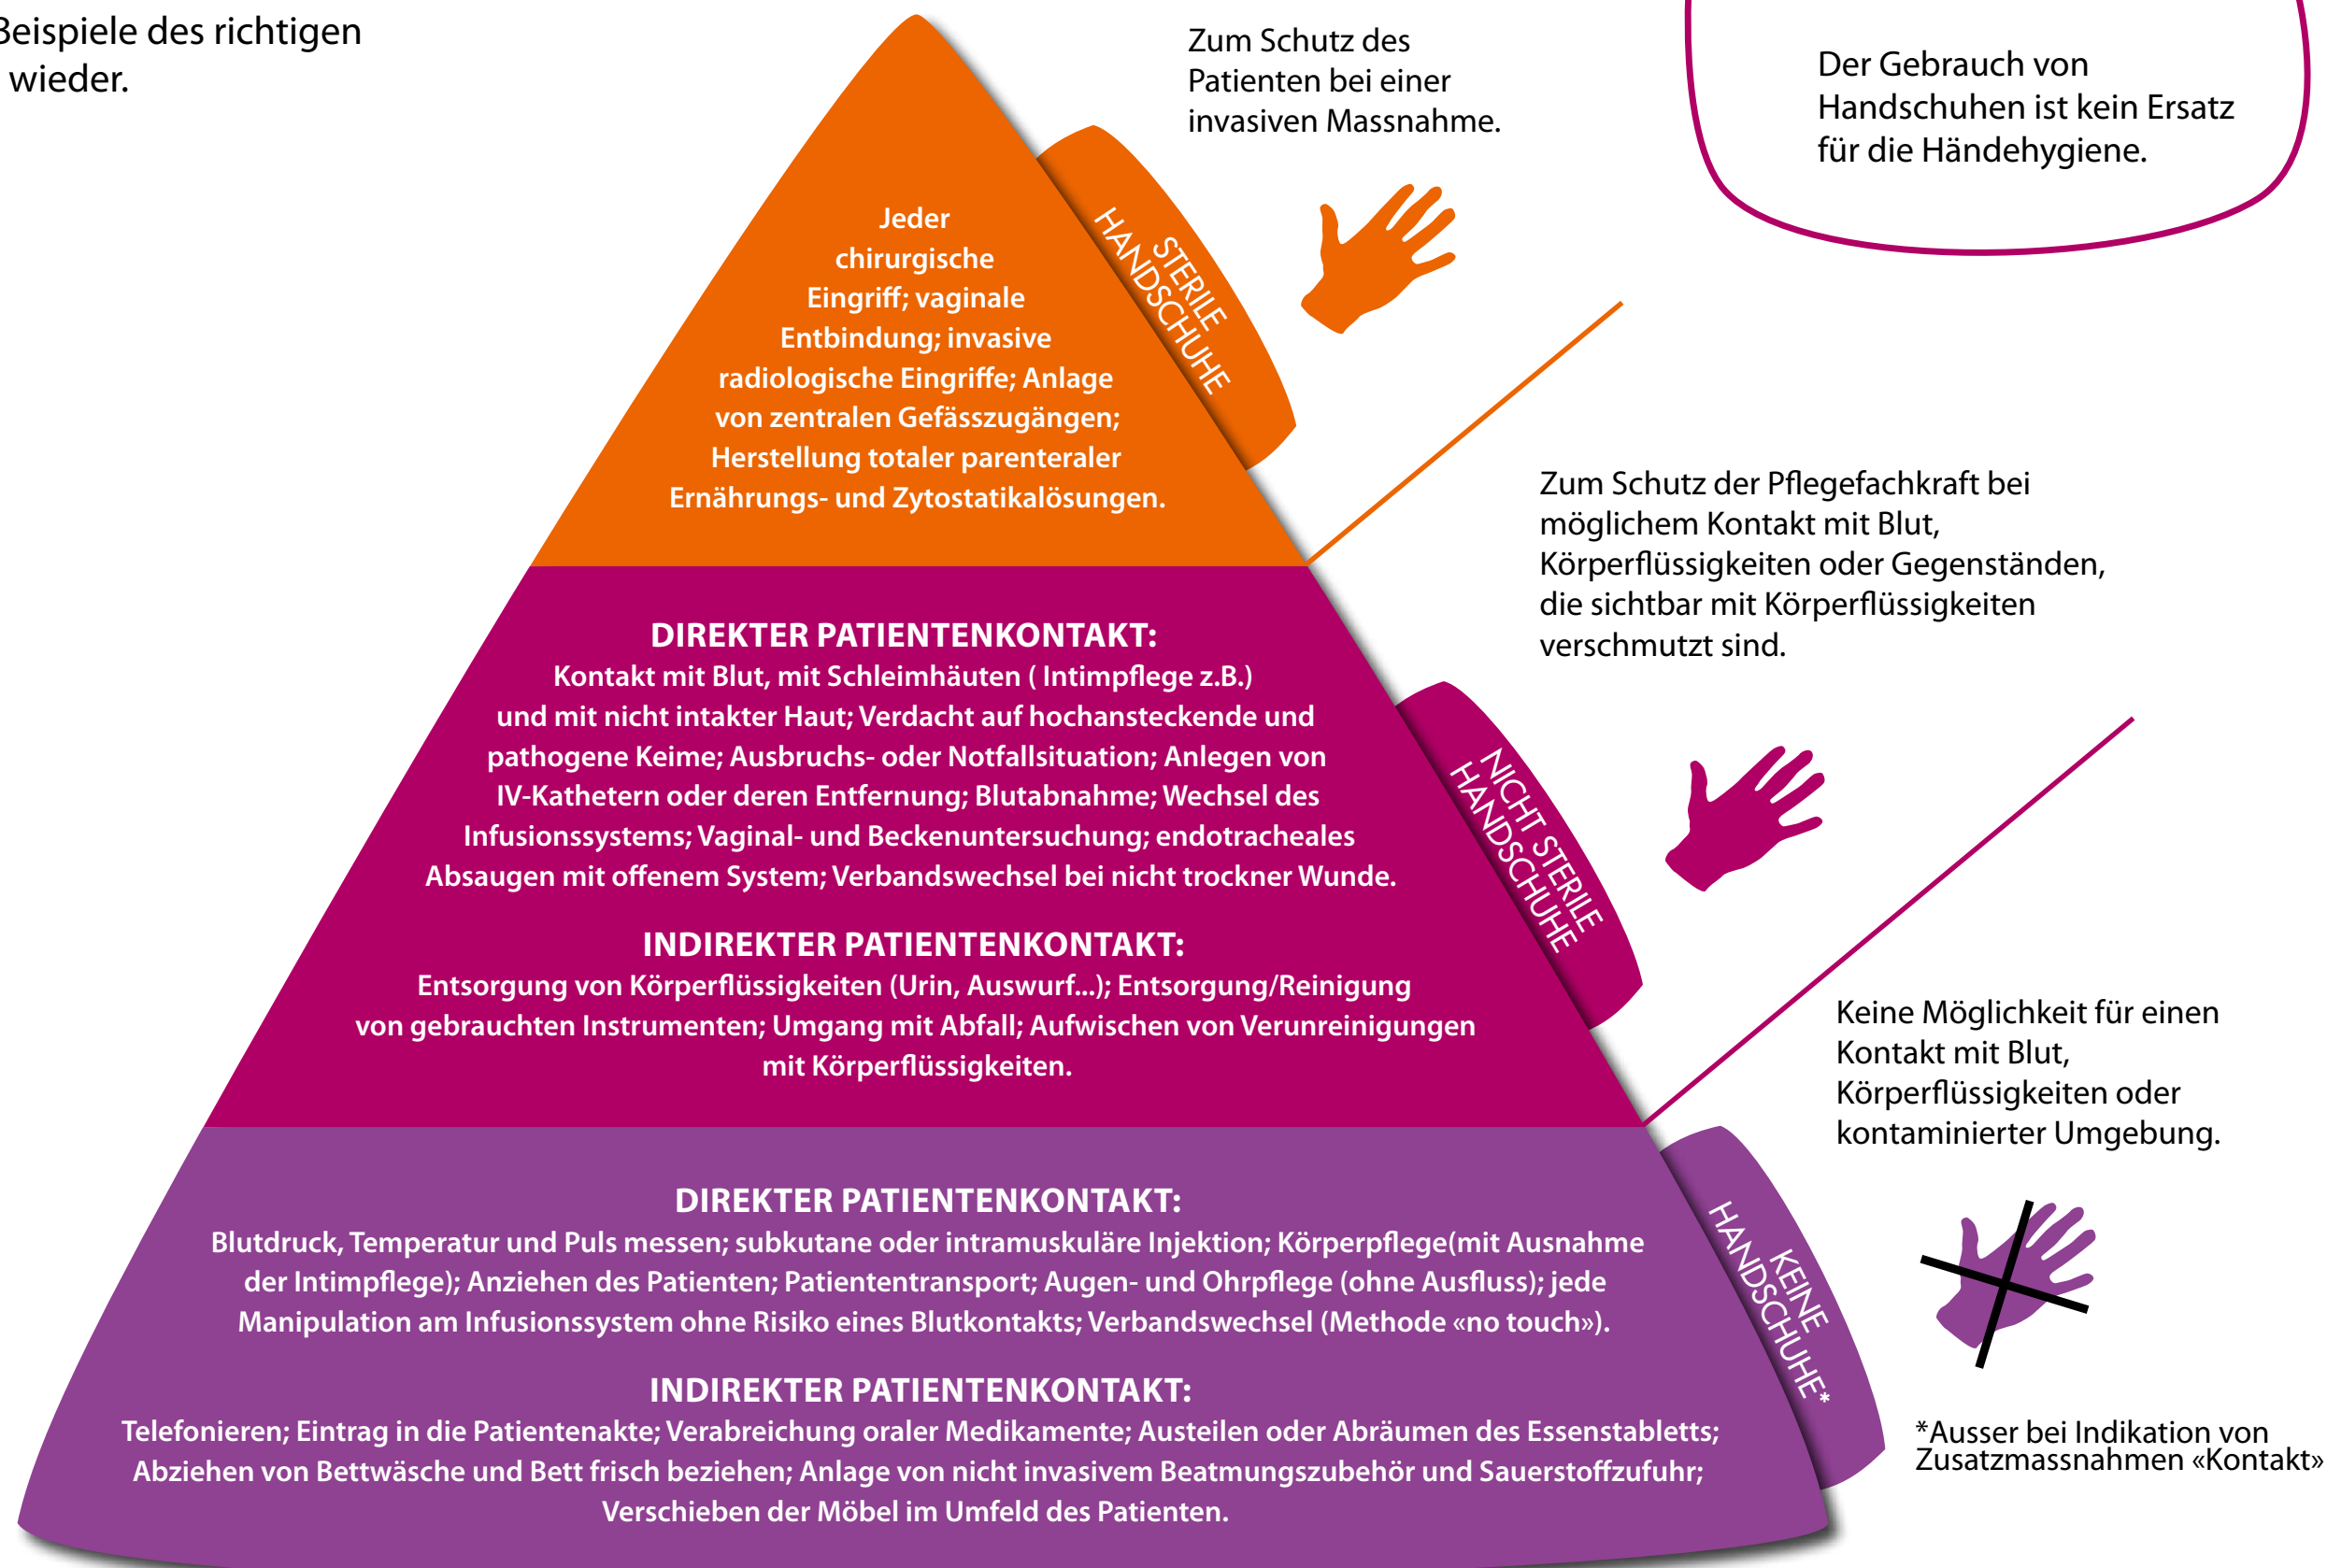 Beispiele des richtigen
wieder.
Zum Schutz des
Patienten bei einer
invasiven Massnahme.
Der Gebrauch von
Handschuhen ist kein Ersatz
für die Händehygiene.
Jeder
chirurgische
Eingriff; vaginale
Entbindung; invasive
radiologische Eingriffe; Anlage
von zentralen Gefässzugängen;
Herstellung totaler parenteraler
Ernährungs- und Zytostatikalösungen.
STERILE
HANDSCHUHE
Zum Schutz der Pflegefachkraft bei
möglichem Kontakt mit Blut,
Körperflüssigkeiten oder Gegenständen,
die sichtbar mit Körperflüssigkeiten
verschmutzt sind.
DIREKTER PATIENTENKONTAKT:
Kontakt mit Blut, mit Schleimhäuten ( Intimpflege z.B.)
und mit nicht intakter Haut; Verdacht auf hochansteckende und
pathogene Keime; Ausbruchs- oder Notfallsituation; Anlegen von
IV-Kathetern oder deren Entfernung; Blutabnahme; Wechsel des
Infusionssystems; Vaginal- und Beckenuntersuchung; endotracheales
Absaugen mit offenem System; Verbandswechsel bei nicht trockner Wunde.
INDIREKTER PATIENTENKONTAKT:
Entsorgung von Körperflüssigkeiten (Urin, Auswurf...); Entsorgung/Reinigung
von gebrauchten Instrumenten; Umgang mit Abfall; Aufwischen von Verunreinigungen
mit Körperflüssigkeiten.
NICHT STERILE
HANDSCHUHE
Keine Möglichkeit für einen
Kontakt mit Blut,
Körperflüssigkeiten oder
kontaminierter Umgebung.
DIREKTER PATIENTENKONTAKT:
Blutdruck, Temperatur und Puls messen; subkutane oder intramuskuläre Injektion; Körperpflege(mit Ausnahme
der Intimpflege); Anziehen des Patienten; Patiententransport; Augen- und Ohrpflege (ohne Ausfluss); jede
Manipulation am Infusionssystem ohne Risiko eines Blutkontakts; Verbandswechsel (Methode «no touch»).
INDIREKTER PATIENTENKONTAKT:
Telefonieren; Eintrag in die Patientenakte; Verabreichung oraler Medikamente; Austeilen oder Abräumen des Essenstabletts;
Abziehen von Bettwäsche und Bett frisch beziehen; Anlage von nicht invasivem Beatmungszubehör und Sauerstoffzufuhr;
Verschieben der Möbel im Umfeld des Patienten.
KEINE
HANDSCHUHE*
*Ausser bei Indikation von
Zusatzmassnahmen «Kontakt»